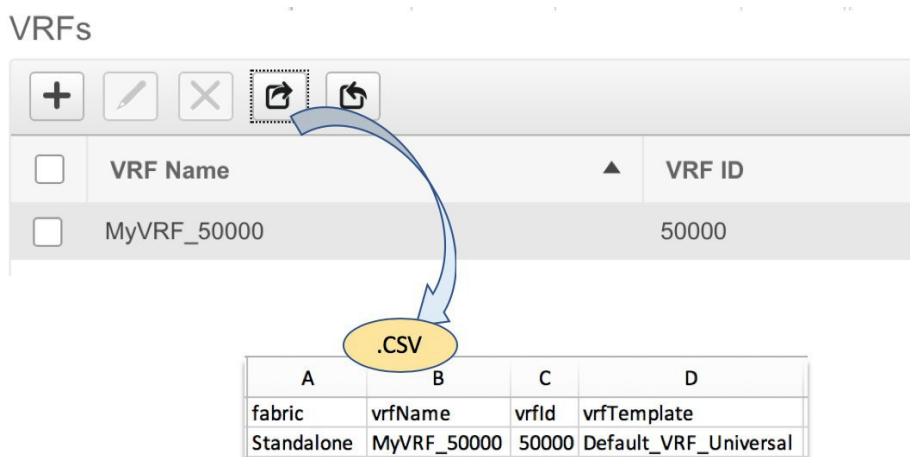 VRFs
VRF Name VRF ID
MyVRF_50000 50000
.CSV
A B C D
fabric vrfName vrfId vrfTemplate
Standalone MyVRF_50000 50000 Default_VRF_Universal